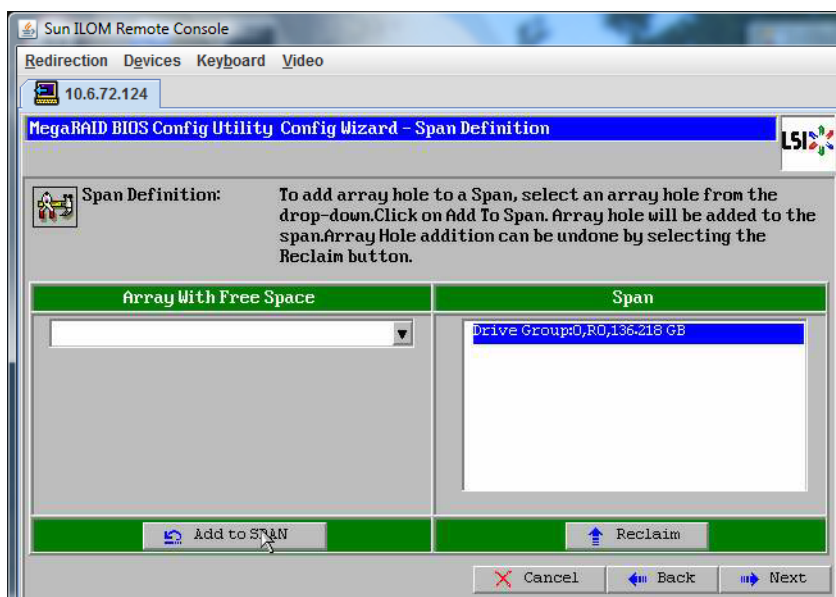 Sun ILOM Remote Console
Redirection Devices Keyboard Video
10.6.72.124
MegaRAID BIOS Config Utility Config Wizard - Span Definition
LSI
Span Definition: To add array hole to a Span, select an array hole from the
drop-down.Click on Add To Span. Array hole will be added to the
span.Array Hole addition can be undone by selecting the
Reclaim button.
Array With Free Space Span
Drive Group:0,R0,136.218 GB
Add to SPAN Reclaim
Cancel Back Next